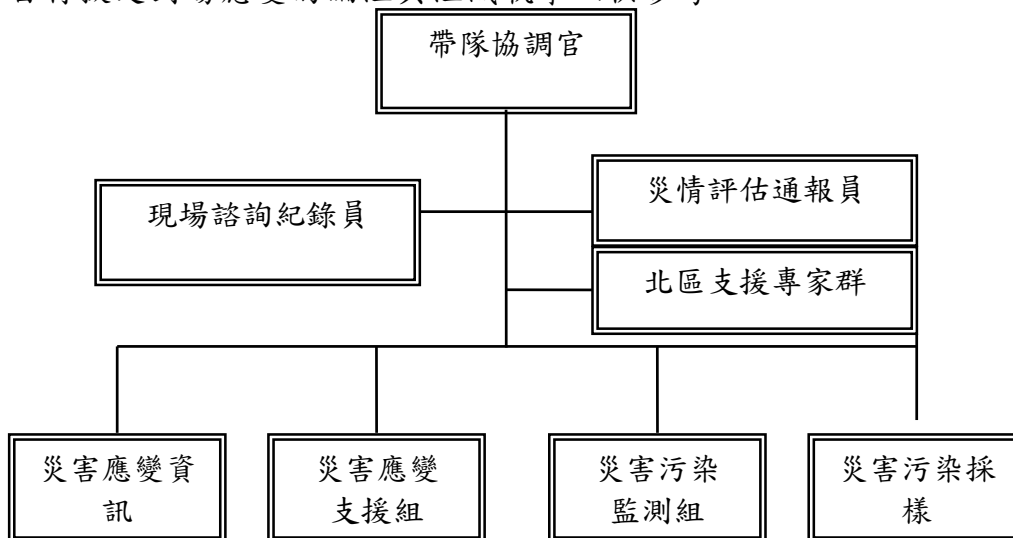 帶隊協調官
災情評估通報員
現場諮詢紀錄員
北區支援專家群
災害應變資
訊
災害應變
支援組
災害污染
監測組
災害污染採
樣